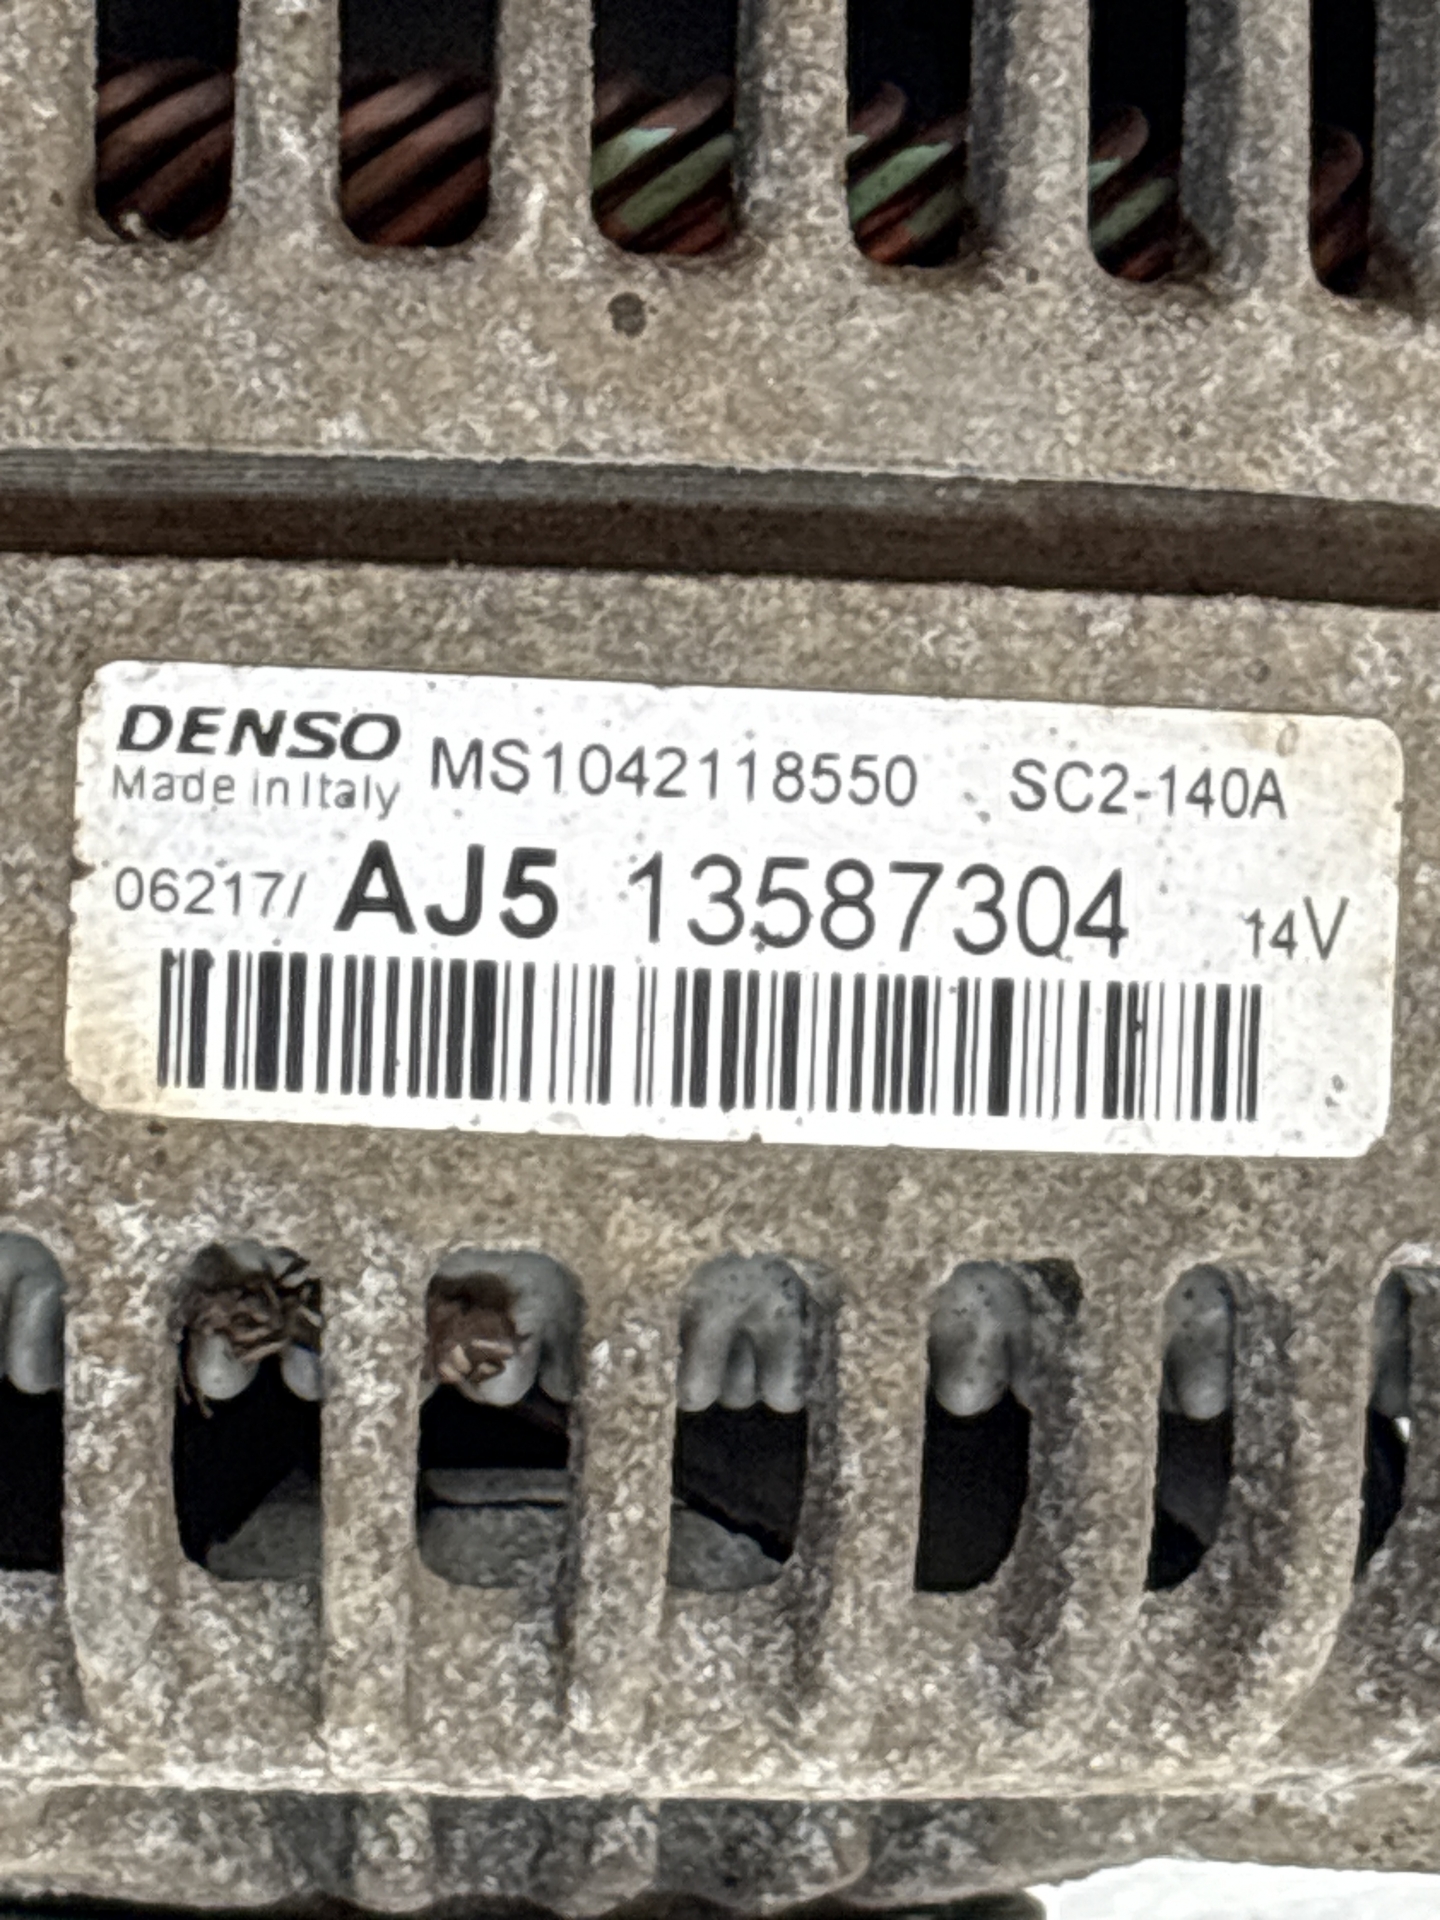 DENSO MS1042118550 SC2-140A
Made in Italy
06217/ AJ5 13587304 14V